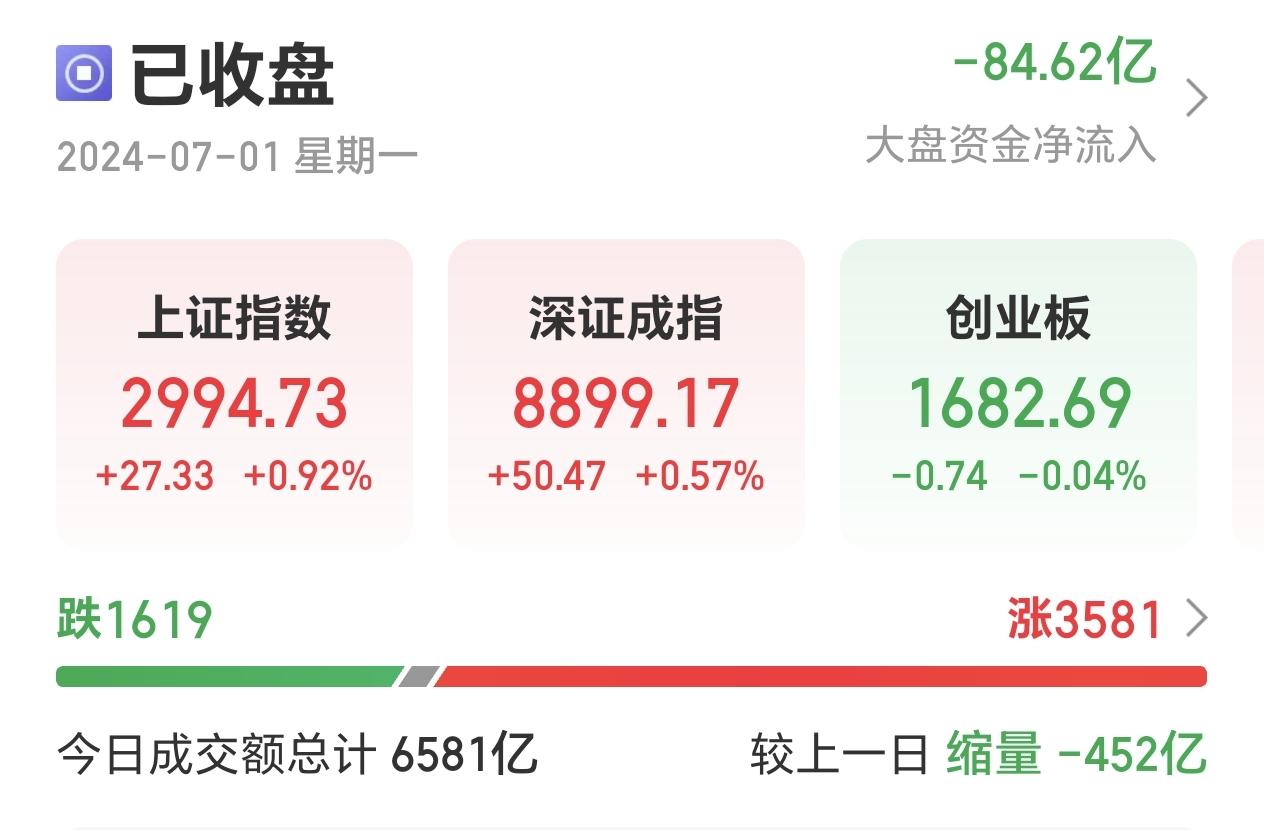 已收盘
-84.62亿
2024-07-01 星期一
大盘资金净流入
上证指数
2994.73
+27.33 +0.92%
深证成指
8899.17
+50.47 +0.57%
创业板
1682.69
-0.74 -0.04%
跌1619
涨3581
今日成交额总计 6581亿
较上一日 缩量 -452亿